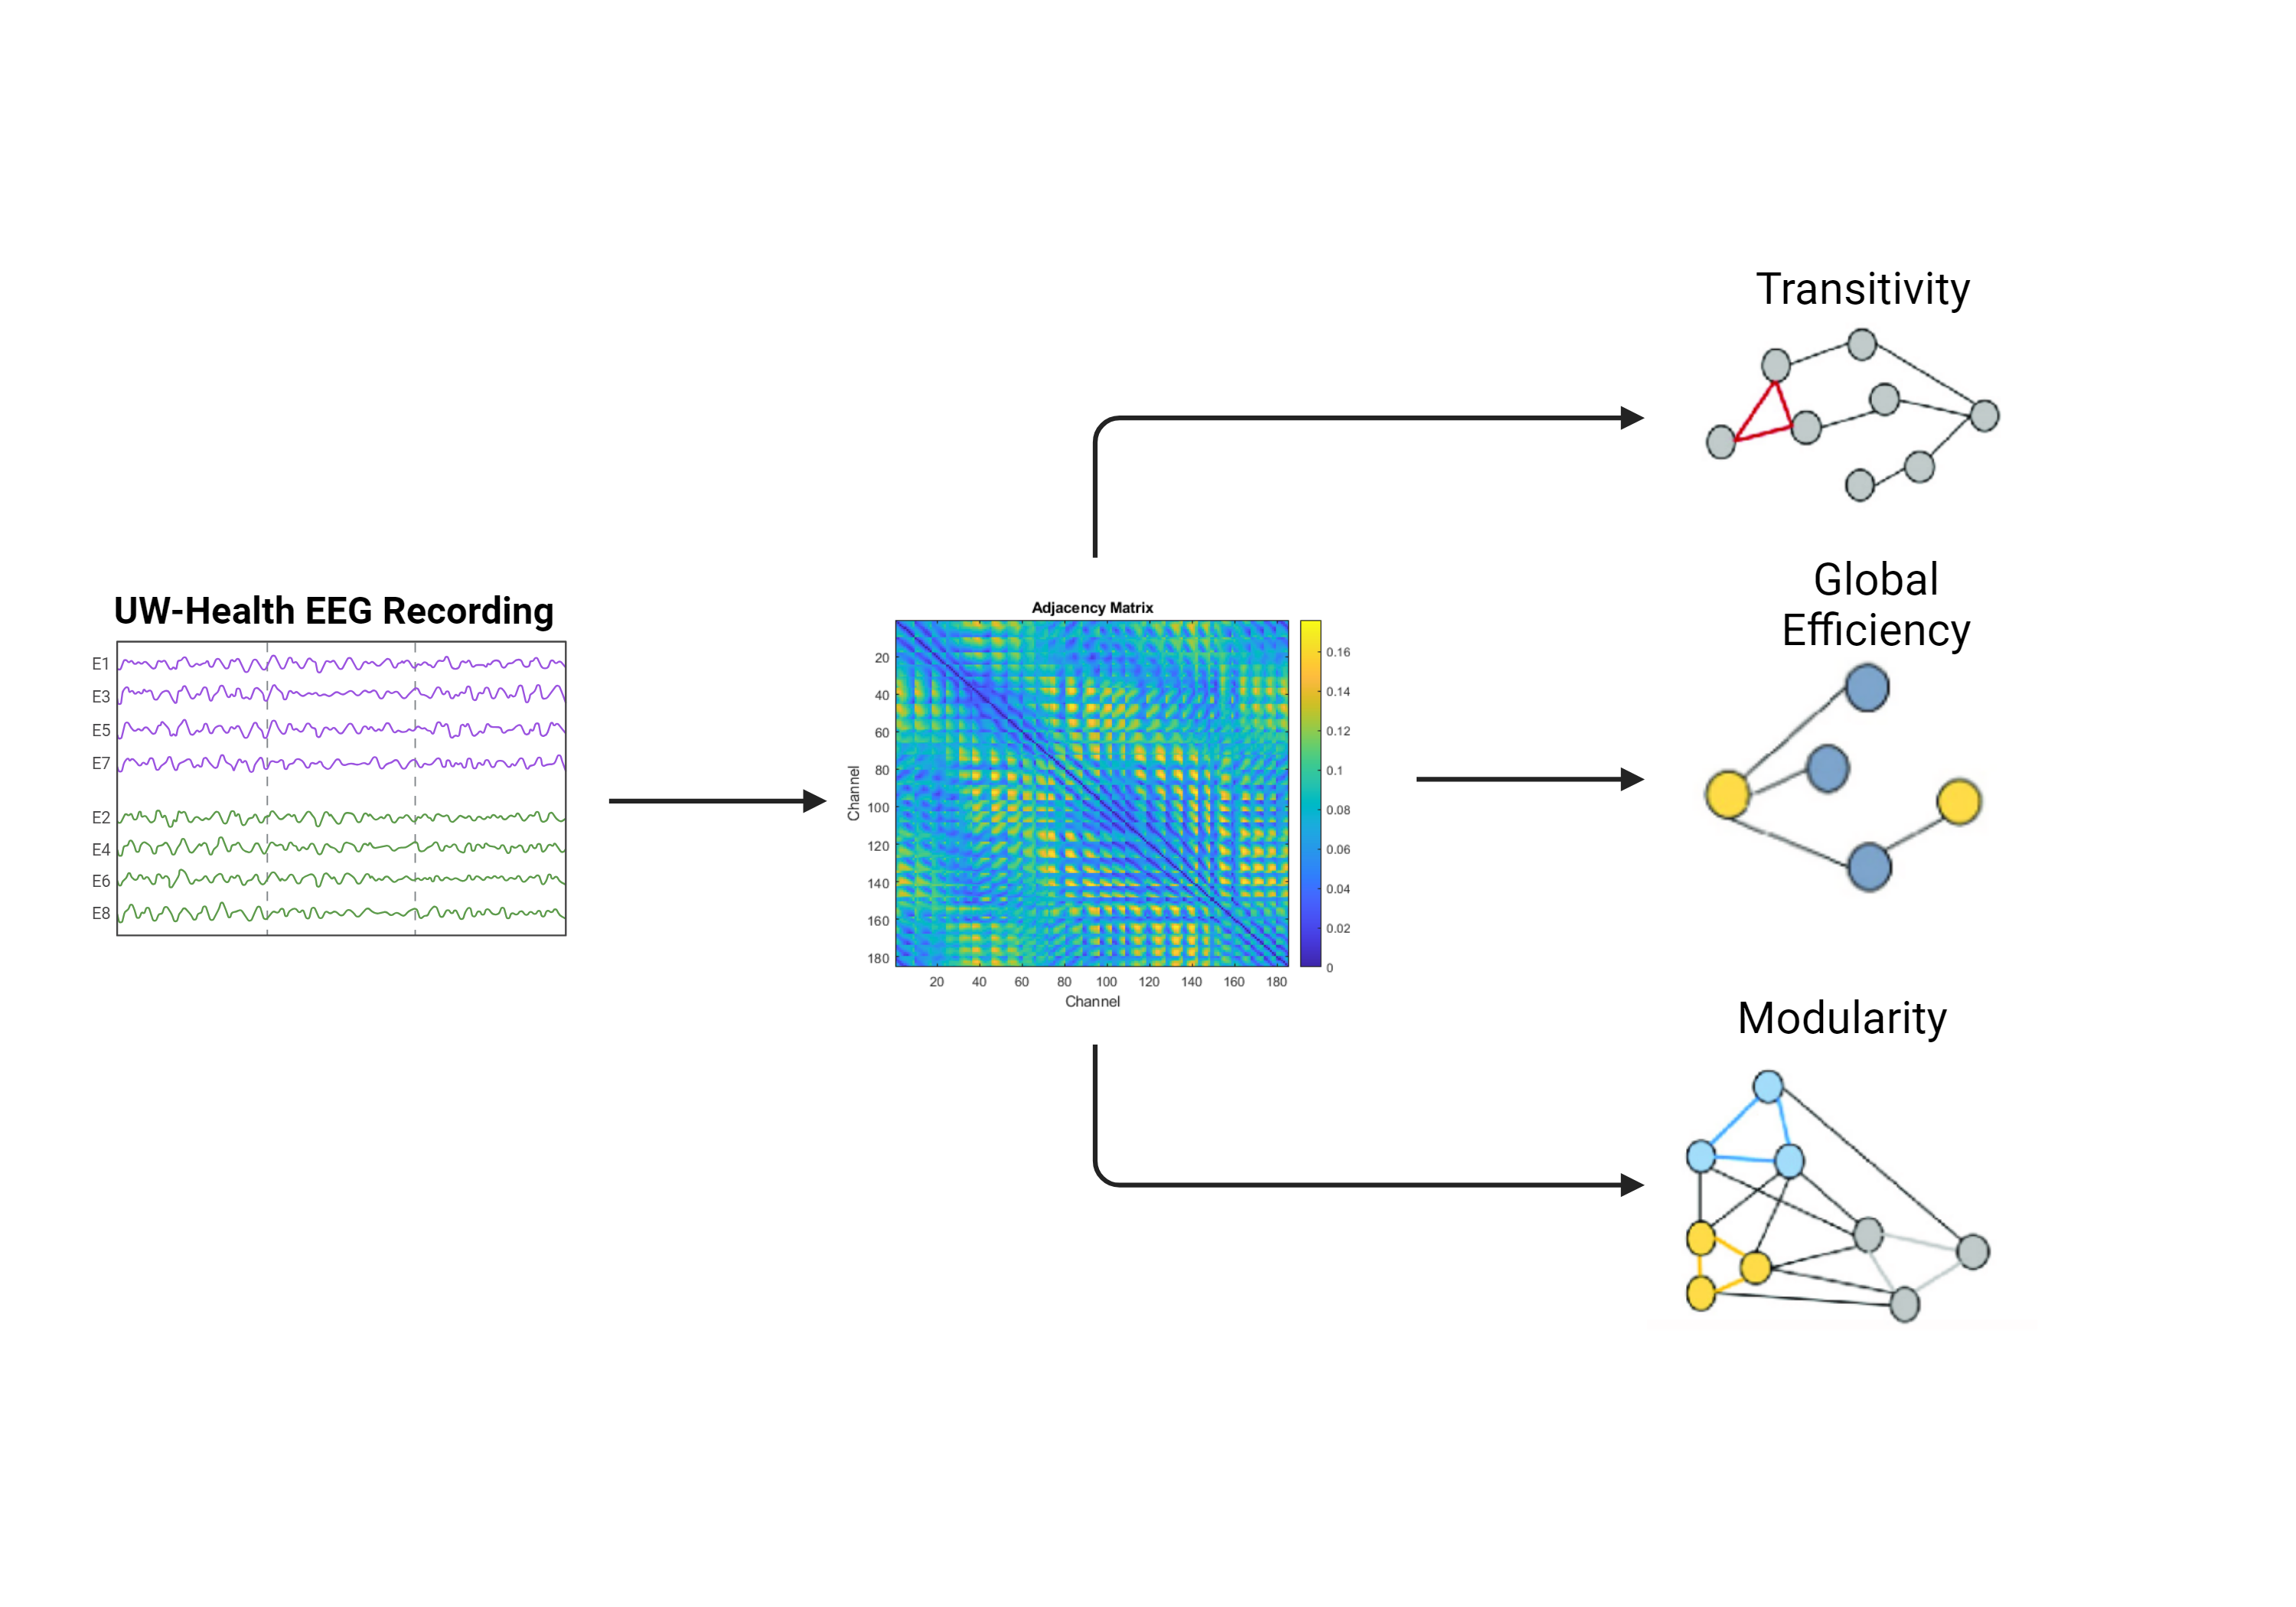 UW-Health EEG Recording
E1
E3
E5
E7
E2
E4
E6
E8
Adjacency Matrix
Channel
20
40
60
80
100
120
140
160
180
20 40 60 80 100 120 140 160 180
Channel
0.16
0.14
0.12
0.1
0.08
0.06
0.04
0.02
0
Transitivity
Global
Efficiency
Modularity